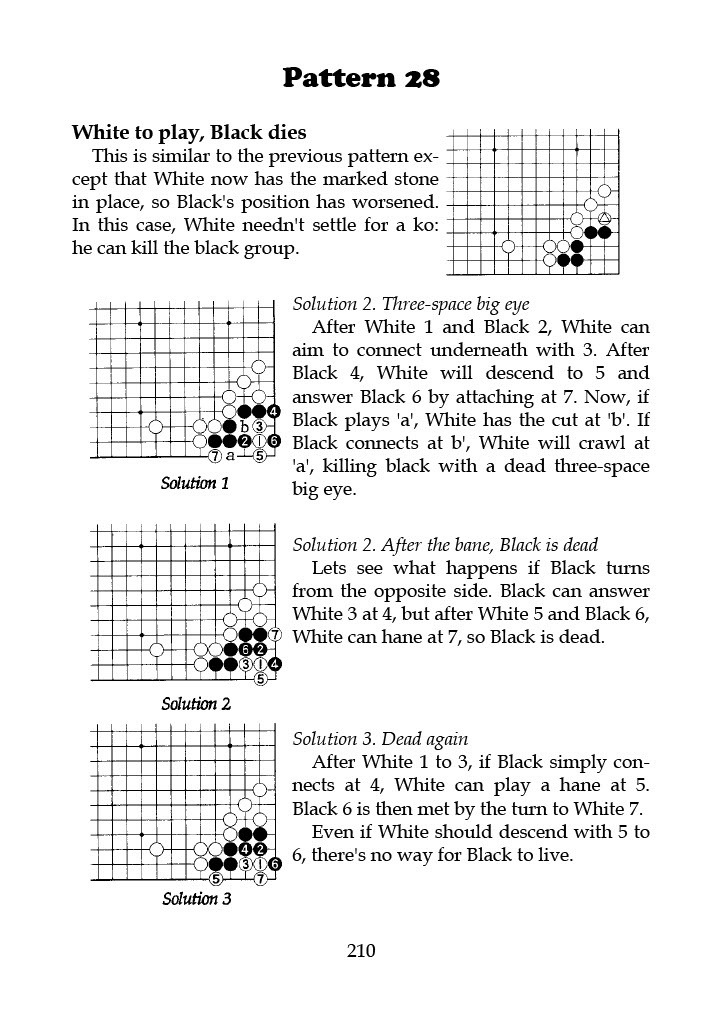 Pattern 28
White to play, Black dies
This is similar to the previous pattern ex-
cept that White now has the marked stone
in place, so Black's position has worsened.
In this case, White needn't settle for a ko:
he can kill the black group.
Solution 2. Three-space big eye
After White 1 and Black 2, White can
aim to connect underneath with 3. After
Black 4, White will descend to 5 and
answer Black 6 by attaching at 7. Now, if
Black plays 'a', White has the cut at 'b'. If
Black connects at b', White will crawl at
'a', killing black with a dead three-space
big eye.
4
b 3
2 1 6
7 a 5
Solution 1
Solution 2. After the bane, Black is dead
Lets see what happens if Black turns
from the opposite side. Black can answer
White 3 at 4, but after White 5 and Black 6,
White can hane at 7, so Black is dead.
7
6 2
3 1 4
5
Solution 2
Solution 3. Dead again
After White 1 to 3, if Black simply con-
nects at 4, White can play a hane at 5.
Black 6 is then met by the turn to White 7.
Even if White should descend with 5 to
6, there's no way for Black to live.
4 2
3 1 6
5 7
Solution 3
210